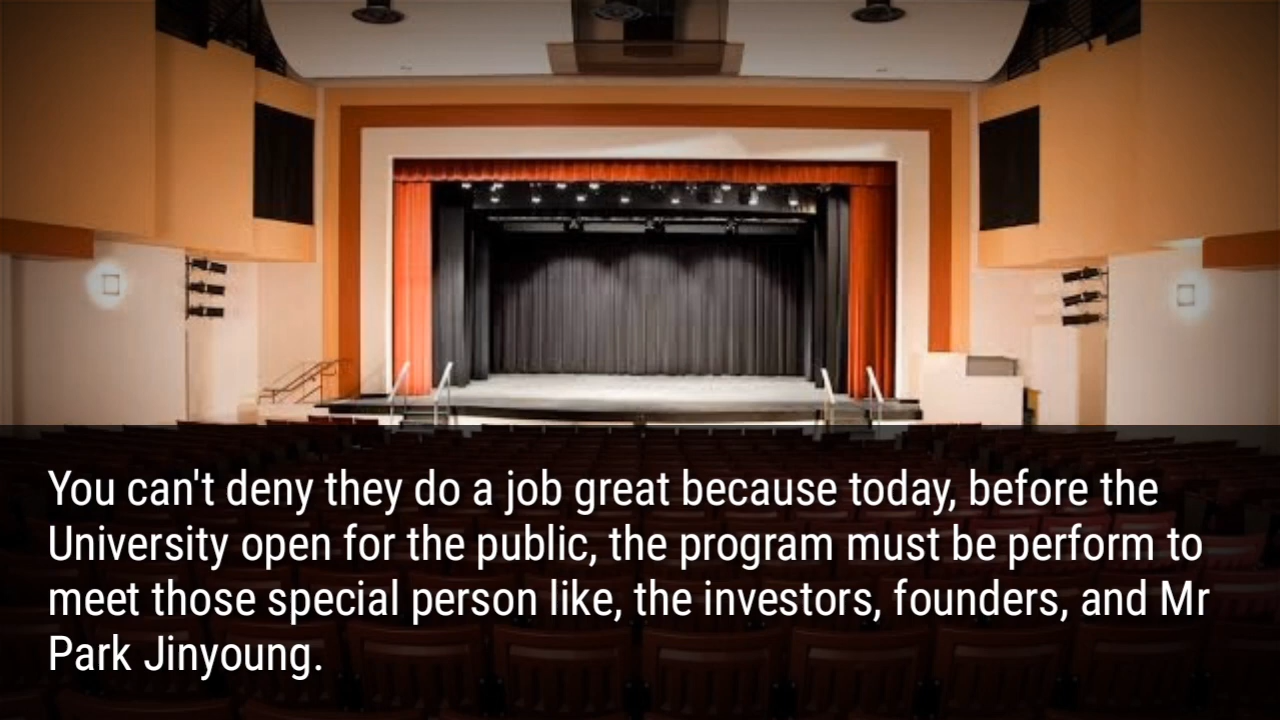 You can't deny they do a job great because today, before the
University open for the public, the program must be perform to
meet those special person like, the investors, founders, and Mr
Park Jinyoung.